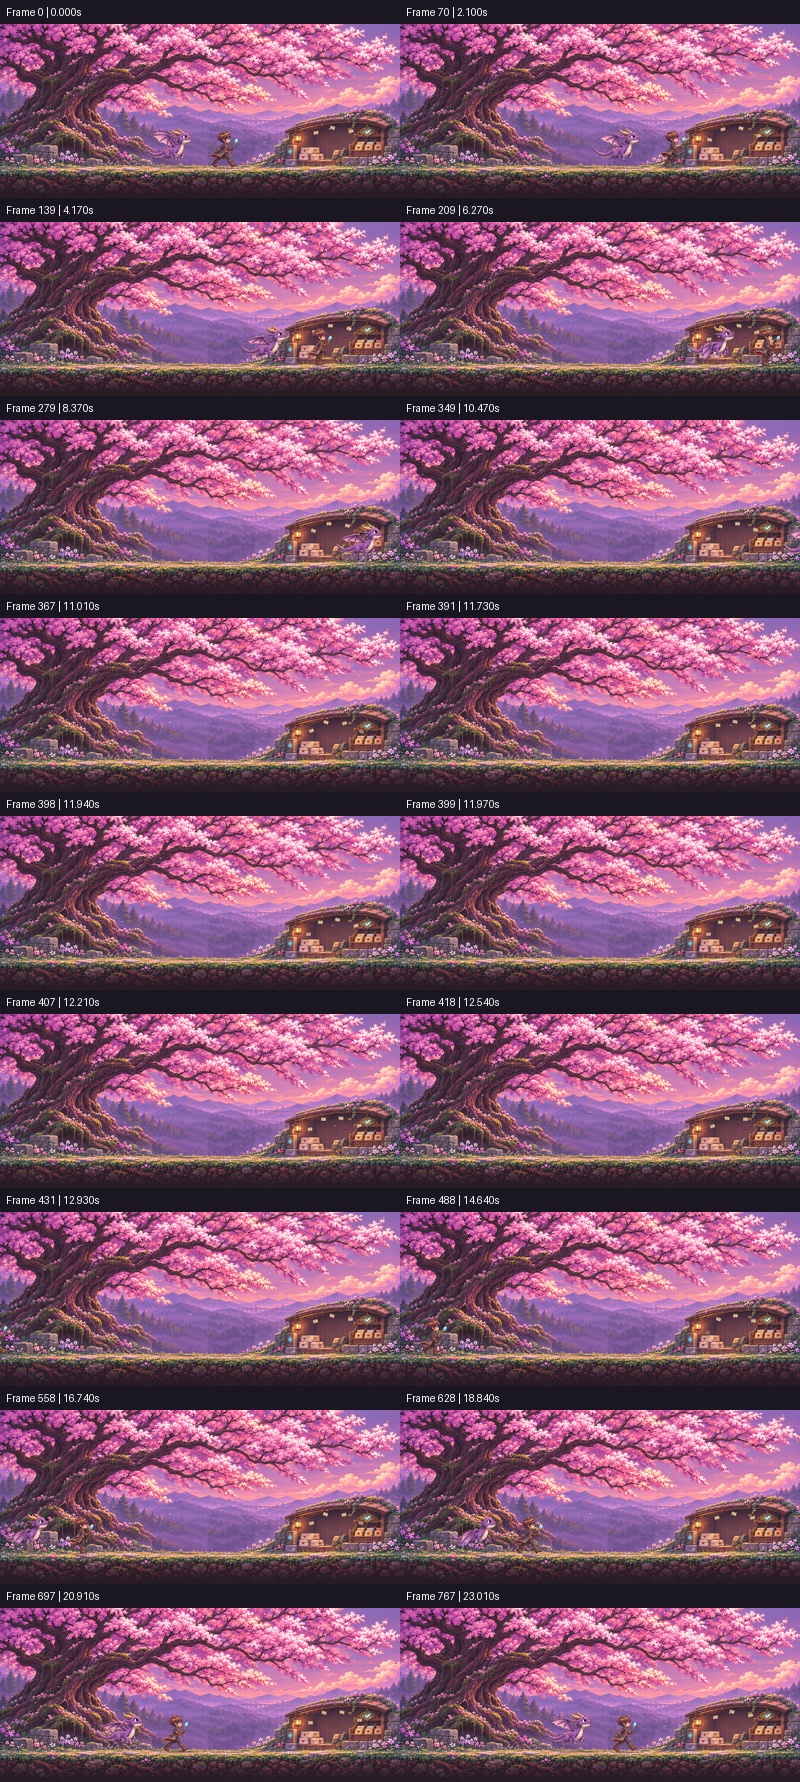 Frame 0 | 0.000s
Frame 70 | 2.100s
Frame 139 | 4.170s
Frame 209 | 6.270s
Frame 279 | 8.370s
Frame 349 | 10.470s
Frame 367 | 11.010s
Frame 391 | 11.730s
Frame 398 | 11.940s
Frame 399 | 11.970s
Frame 407 | 12.210s
Frame 418 | 12.540s
Frame 431 | 12.930s
Frame 488 | 14.640s
Frame 558 | 16.740s
Frame 628 | 18.840s
Frame 697 | 20.910s
Frame 767 | 23.010s